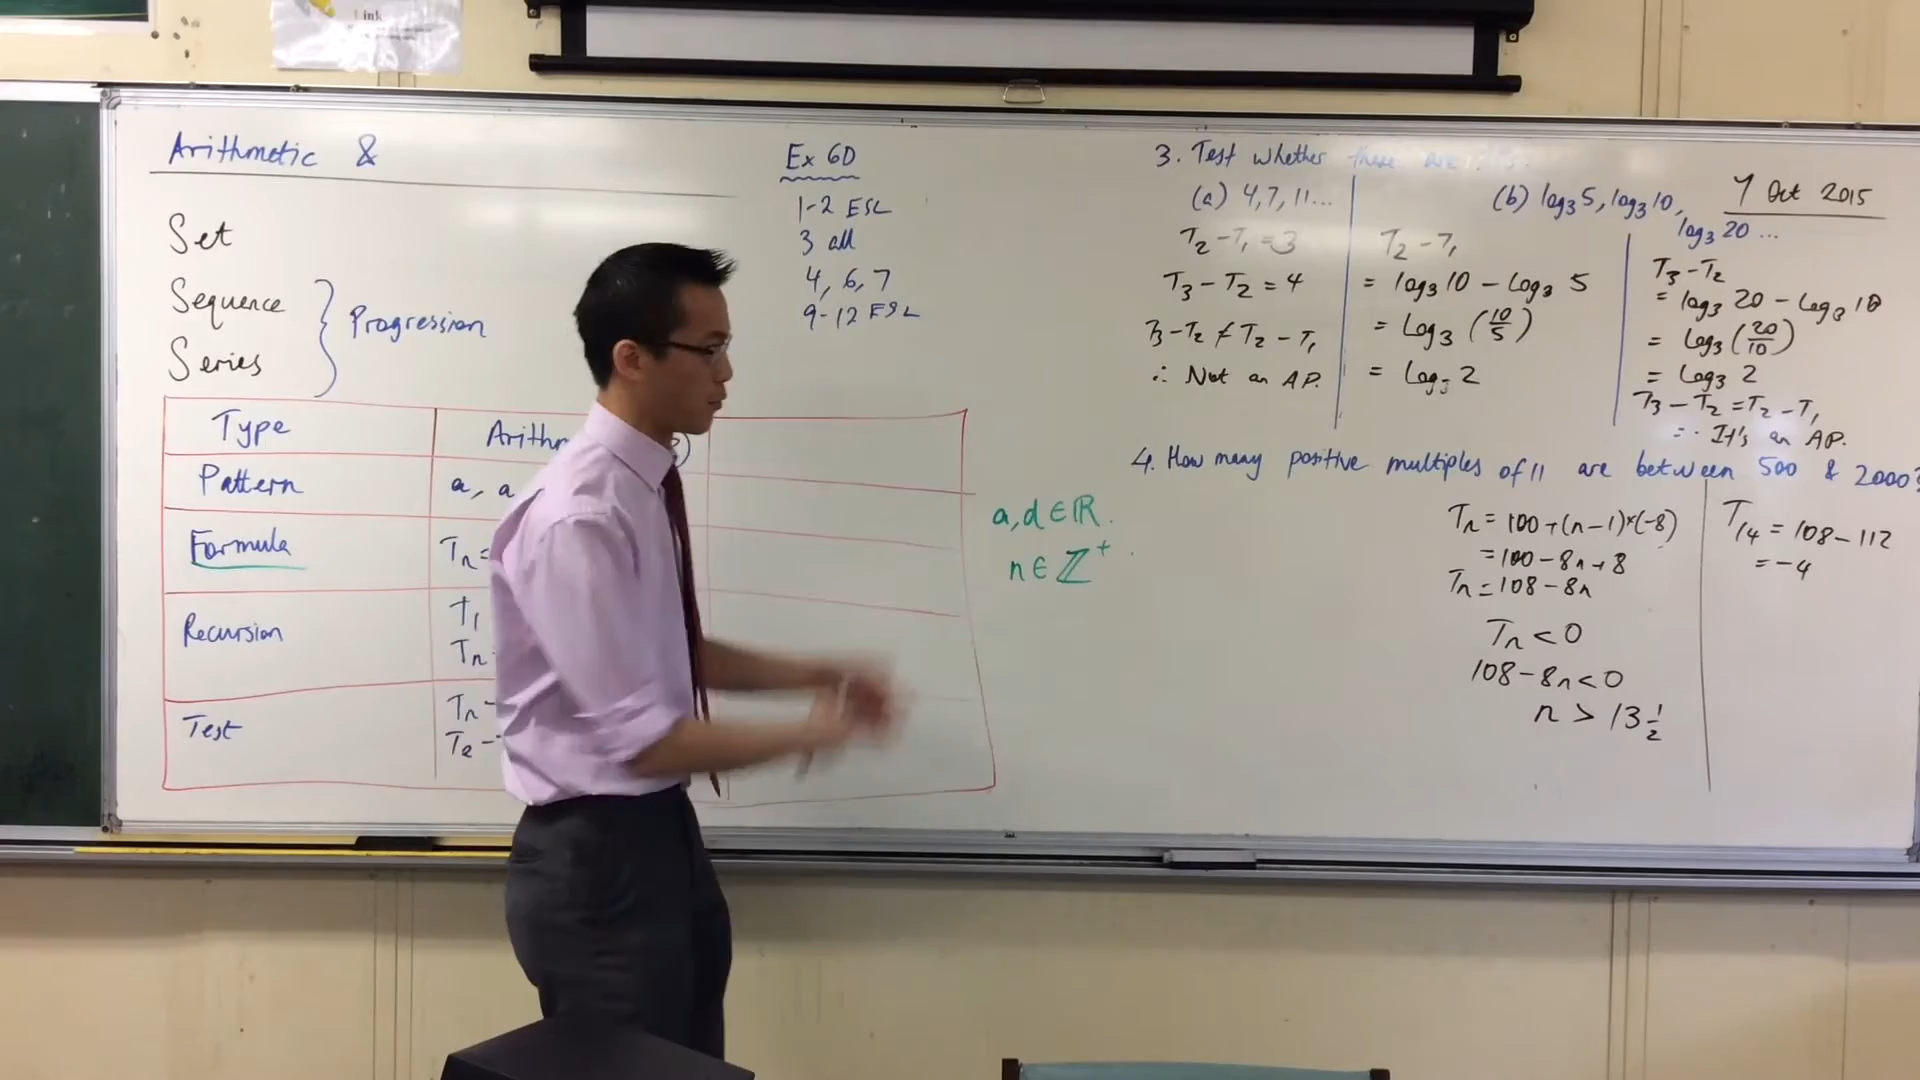 Link
Arithmetic &
Set
Sequence
Series
Progression
Type
Arithm
Pattern
a, a
Formula
Tn =
Recursion
T1
Tn
Test
Tn -
T2 -
Ex 6D
1-2 ESL
3 all
4, 6, 7
9-12 ESL
a, d ∈ ℝ.
n ∈ ℤ⁺
7 Oct 2015
3. Test whether these are
(a) 4, 7, 11...
T2 - T1 = 3
T3 - T2 = 4
T3 - T2 ≠ T2 - T1
∴ Not an AP.
(b) log3 5, log3 10,
log3 20 ...
T2 - T1
= log3 10 - log3 5
= log3 (10/5)
= log3 2
T3 - T2
= log3 20 - log3 10
= log3 (20/10)
= log3 2
T3 - T2 = T2 - T1
∴ It's an AP.
4. How many positive multiples of 11 are between 500 & 2000?
Tn = 100 + (n-1)×(-8)
= 100 - 8n + 8
Tn = 108 - 8n
Tn < 0
108 - 8n < 0
n > 13 1/2
T14 = 108 - 112
= -4